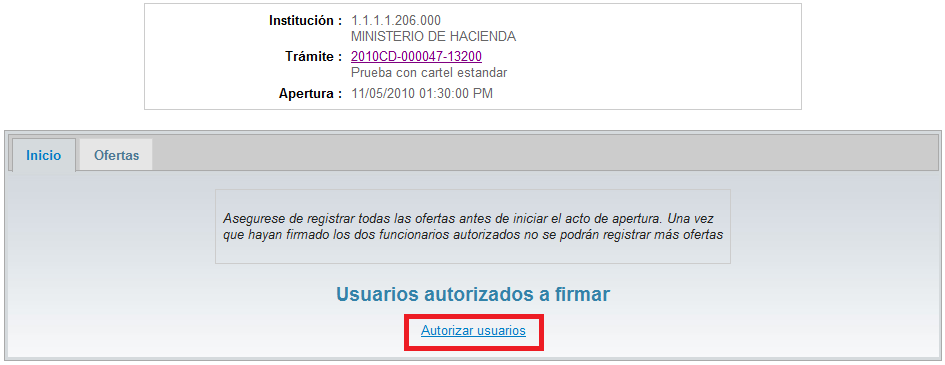 Institución : 1.1.1.1.206.000
MINISTERIO DE HACIENDA
Trámite : 2010CD-000047-13200
Prueba con cartel estandar
Apertura : 11/05/2010 01:30:00 PM
Inicio Ofertas
Asegurese de registrar todas las ofertas antes de iniciar el acto de apertura. Una vez
que hayan firmado los dos funcionarios autorizados no se podrán registrar más ofertas
Usuarios autorizados a firmar
Autorizar usuarios